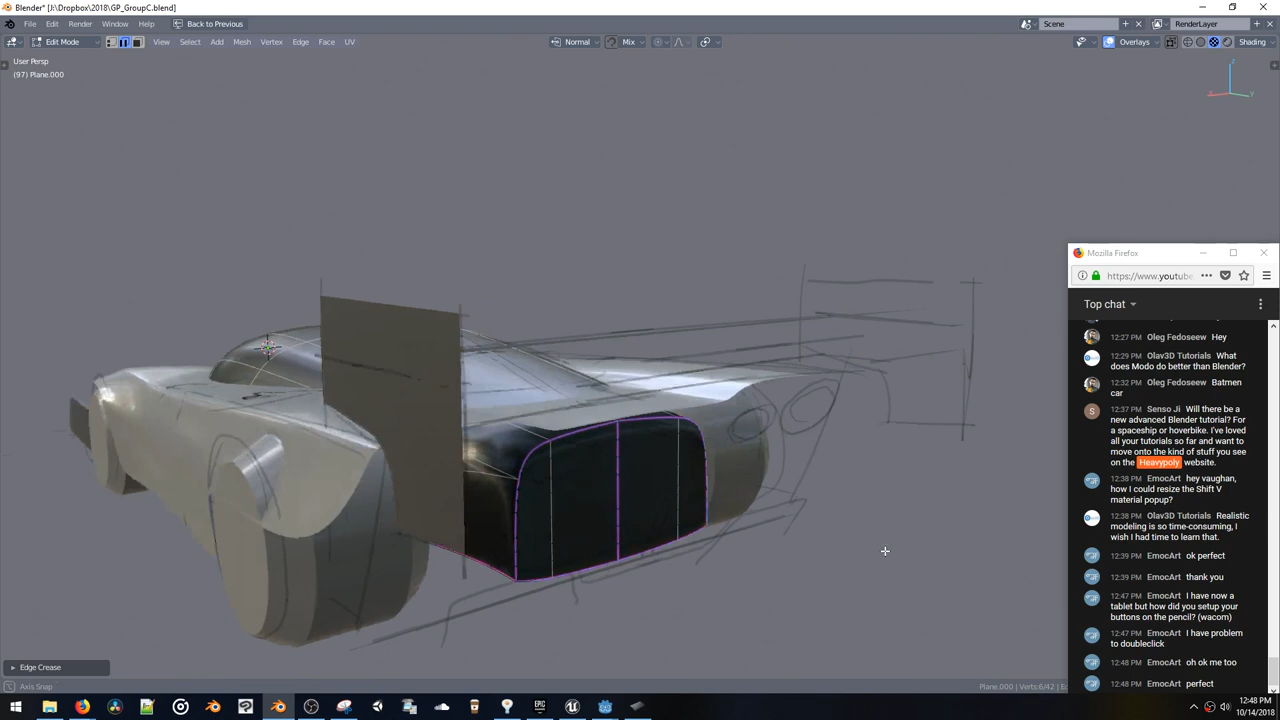 Blender* [J:\Dropbox\2018\GP_GroupC.blend]
File Edit Render Window Help Back to Previous Scene RenderLayer
Edit Mode View Select Add Mesh Vertex Edge Face UV Normal Mix Overlays Shading
User Persp
(97) Plane.000
Z
X Y
Mozilla Firefox
https://www.youtube
Top chat
12:27 PM Oleg Fedoseew Hey
12:29 PM Olav3D Tutorials What
does Modo do better than Blender?
12:32 PM Oleg Fedoseew Batmen
car
12:37 PM Senso Ji Will there be a
new advanced Blender tutorial? For
a spaceship or hoverbike. I've loved
all your tutorials so far and want to
move onto the kind of stuff you see
on the Heavypoly website.
12:38 PM EmocArt hey vaughan,
how I could resize the Shift V
material popup?
12:38 PM Olav3D Tutorials Realistic
modeling is so time-consuming, I
wish I had time to learn that.
12:39 PM EmocArt ok perfect
12:39 PM EmocArt thank you
12:47 PM EmocArt I have now a
tablet but how did you setup your
buttons on the pencil? (wacom)
12:47 PM EmocArt I have problem
to doubleclick
12:48 PM EmocArt oh ok me too
12:48 PM EmocArt perfect
Edge Crease
Axis Snap
Plane.000 | Verts:6/42 | E
12:48 PM
10/14/2018